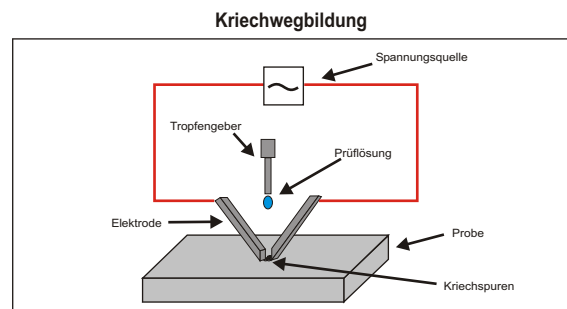 Kriechwegbildung
Spannungsquelle
Tropfengeber
Prüflösung
Elektrode
Probe
Kriechspuren